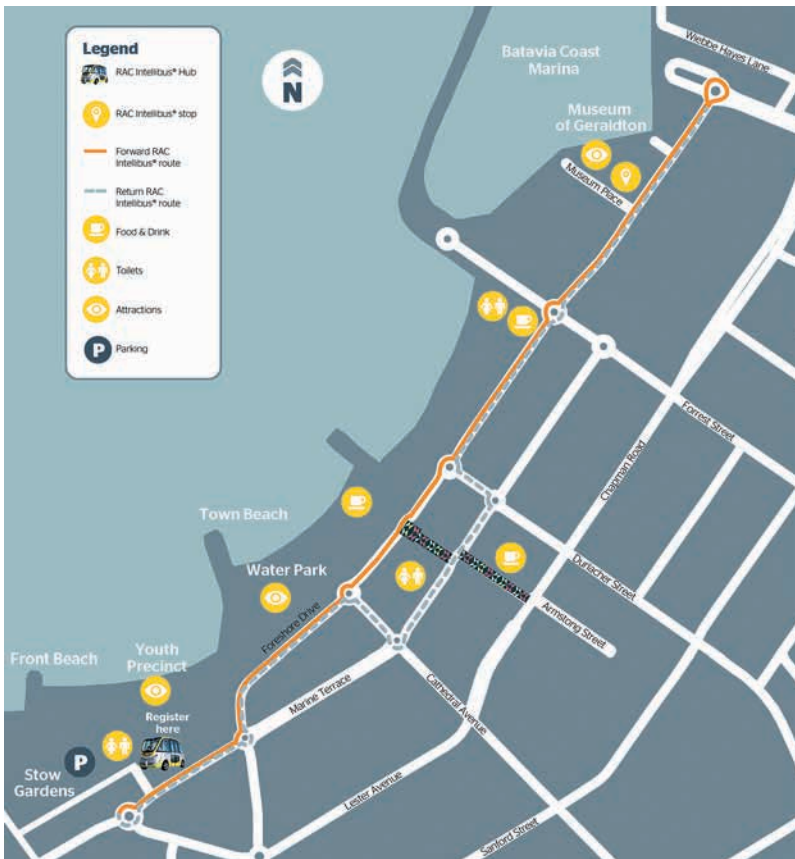 Legend
RAC Intellibus® Hub
RAC Intellibus® stop
Forward RAC
Intellibus® route
Return RAC
Intellibus® route
Food & Drink
Toilets
Attractions
P
Parking
N
Batavia Coast
Marina
Wiebbe Hayes Lane
Museum
of Geraldton
Museum Place
Forrest Street
Chapman Road
Town Beach
Durlacher Street
Water Park
Armstong Street
Foreshore Drive
Front Beach
Youth
Precinct
Marine Terrace
Cathedral Avenue
Register
here
P
Stow
Gardens
Lester Avenue
Sanford Street